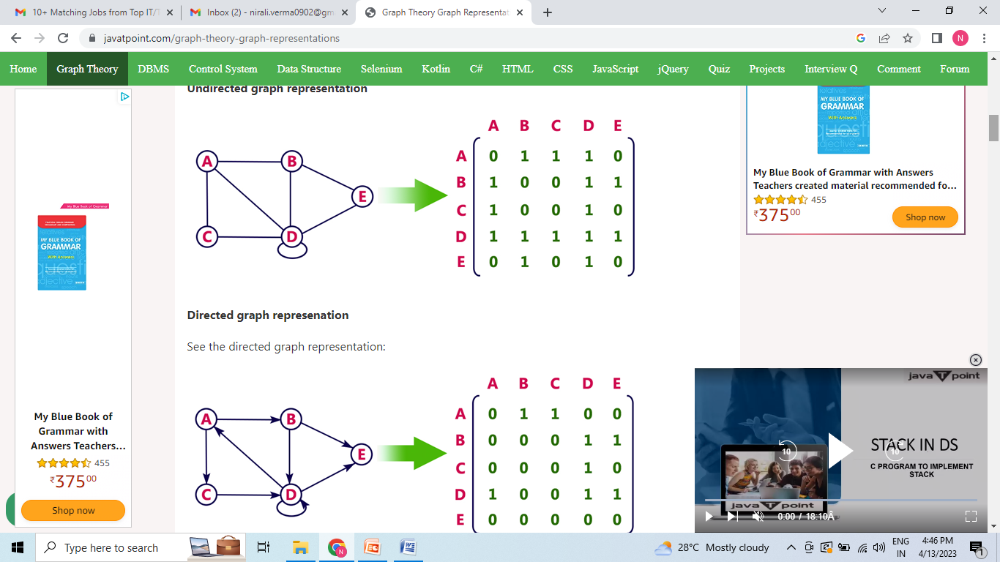 10+ Matching Jobs from Top IT/T
Inbox (2) - nirali.verma0902@gm
Graph Theory Graph Representat
javatpoint.com/graph-theory-graph-representations
N
Home Graph Theory DBMS Control System Data Structure Selenium Kotlin C# HTML CSS JavaScript jQuery Quiz Projects Interview Q Comment Forum
Undirected graph representation
A B C D E
A 0 1 1 1 0
B 1 0 0 1 1
C 1 0 0 1 0
D 1 1 1 1 1
E 0 1 0 1 0
A B
E
C D
Directed graph represenation
See the directed graph representation:
A B C D E
A 0 1 1 0 0
B 0 0 0 1 1
C 0 0 0 1 0
D 1 0 0 1 1
E 0 0 0 0 0
A B
E
C D
My Blue Book of Grammar
MY BLUE BOOK OF
GRAMMAR
With Answers
My Blue Book of
Grammar with
Answers Teachers...
455
₹37500
Shop now
MY BLUE BOOK OF
GRAMMAR
With Answers
My Blue Book of Grammar with Answers
Teachers created material recommended fo...
455
₹37500
Shop now
java T point
STACK IN DS
C PROGRAM TO IMPLEMENT
STACK
10
10
java T point
0:00 / 18:10Â
Type here to search
N
28°C Mostly cloudy
ENG
IN
4:46 PM
4/13/2023
1